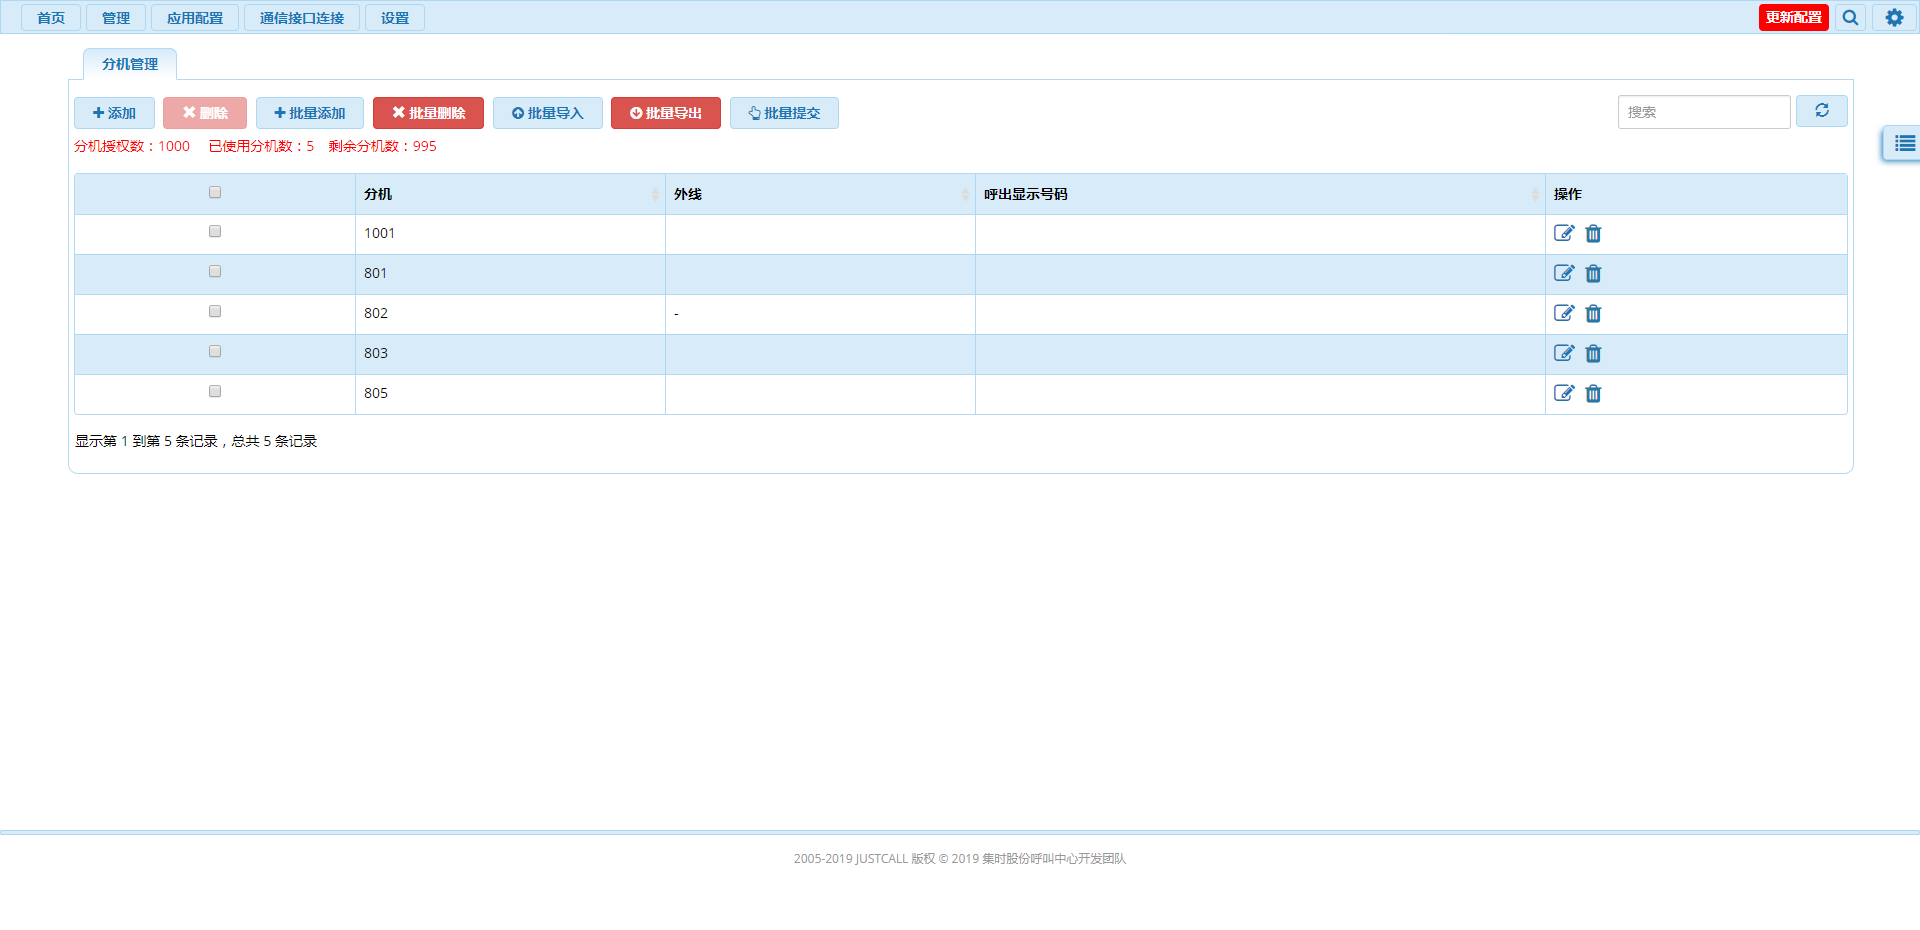 首页 管理 应用配置 通信接口连接 设置 更新配置
分机管理
添加 删除 批量添加 批量删除 批量导入 批量导出 批量提交 搜索
分机授权数：1000 已使用分机数：5 剩余分机数：995
分机 外线 呼出显示号码 操作
1001
801
802 -
803
805
显示第 1 到第 5 条记录，总共 5 条记录
2005-2019 JUSTCALL 版权 © 2019 集时股份呼叫中心开发团队